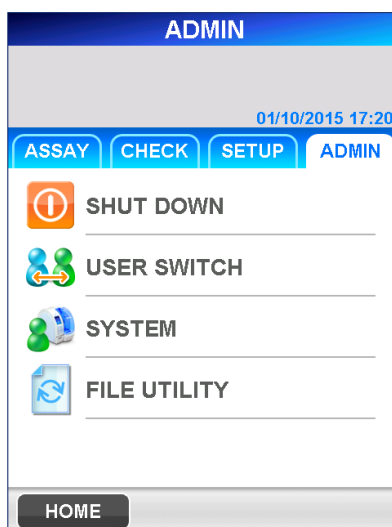 ADMIN
01/10/2015 17:20
ASSAY CHECK SETUP ADMIN
SHUT DOWN
USER SWITCH
SYSTEM
FILE UTILITY
HOME